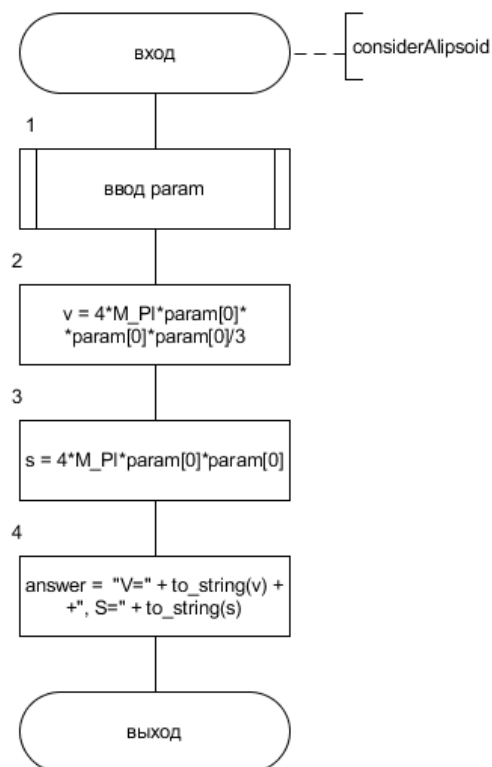 вход
considerAlipsoid
1
ввод param
2
v = 4*M_PI*param[0]*
*param[0]*param[0]/3
3
s = 4*M_PI*param[0]*param[0]
4
answer =  "V=" + to_string(v) +
+", S=" + to_string(s)
выход